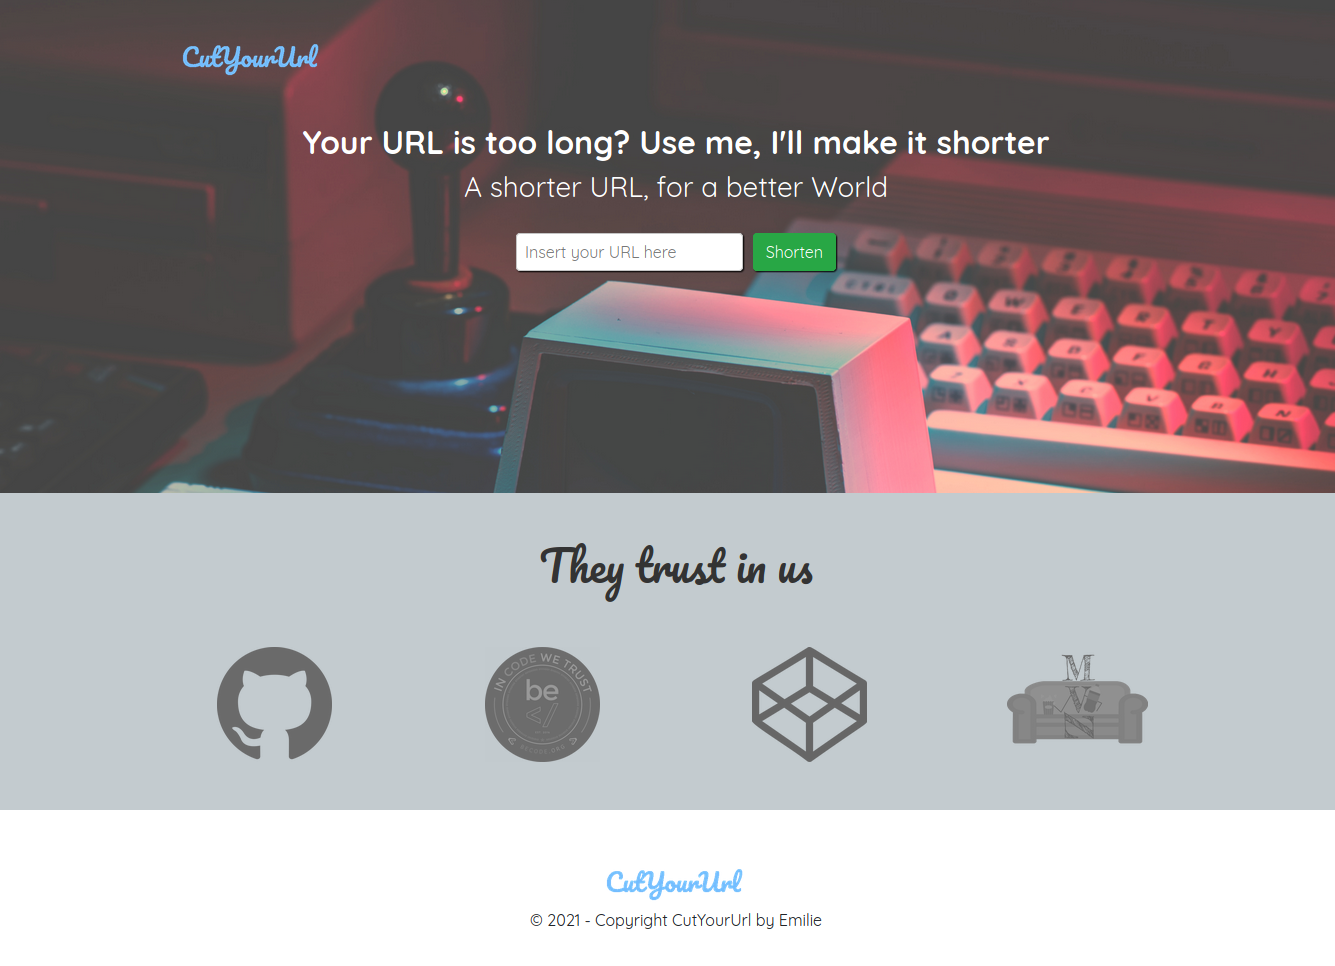 CutYourUrl
Your URL is too long? Use me, I'll make it shorter
A shorter URL, for a better World
Insert your URL here
Shorten
They trust in us
IN CODE WE TRUST
be
</>
CutYourUrl
© 2021 - Copyright CutYourUrl by Emilie